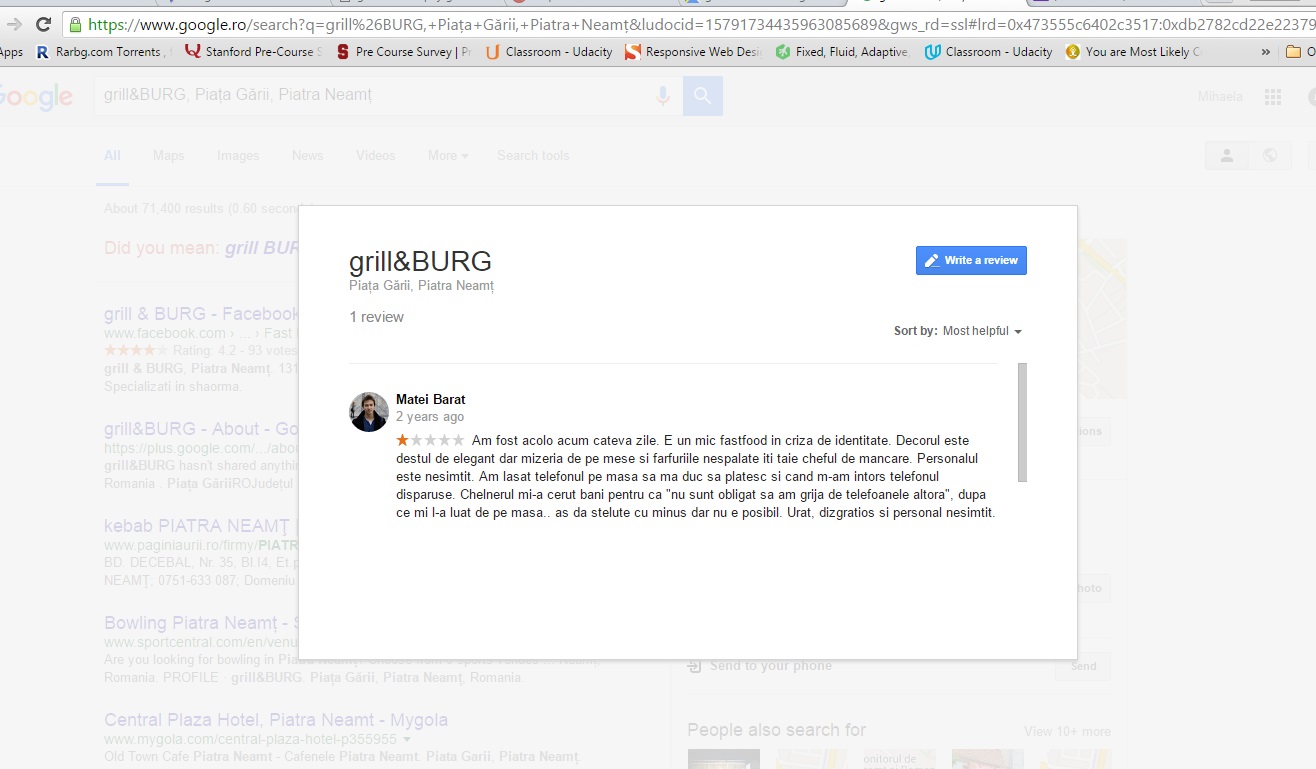 https://www.google.ro/search?q=grill%26BURG,+Piața+Gării,+Piatra+Neamț&ludocid=15791734435963085689&gws_rd=ssl#lrd=0x473555c6402c3517:0xdb2782cd22e22379
Apps Rarbg.com Torrents Stanford Pre-Course S Pre Course Survey | Pr Classroom - Udacity Responsive Web Desi Fixed, Fluid, Adaptive, Classroom - Udacity You are Most Likely C » O
Google grill&BURG, Piața Gării, Piatra Neamț Mihaela
All Maps Images News Videos More Search tools
About 71,400 results (0.60 second
Did you mean: grill BUR
grill&BURG
Write a review
Piața Gării, Piatra Neamț
1 review
Sort by: Most helpful
Matei Barat
2 years ago
Am fost acolo acum cateva zile. E un mic fastfood in criza de identitate. Decorul este
destul de elegant dar mizeria de pe mese si farfuriile nespalate iti taie cheful de mancare. Personalul
este nesimtit. Am lasat telefonul pe masa sa ma duc sa platesc si cand m-am intors telefonul
disparuse. Chelnerul mi-a cerut bani pentru ca "nu sunt obligat sa am grija de telefoanele altora", dupa
ce mi l-a luat de pe masa.. as da stelute cu minus dar nu e posibil. Urat, dizgratios si personal nesimtit.
grill & BURG - Facebook
www.facebook.com › ... › Fast
Rating: 4.2 - 93 votes
grill & BURG, Piatra Neamț. 131
Specializati in shaorma.
grill&BURG - About - Go
https://plus.google.com/.../abo
grill&BURG hasn't shared anythin
Romania . Piața GăriiROJudețul
kebab PIATRA NEAMŢ |
www.paginiaurii.ro/firmy/PIATR
BD. DECEBAL, Nr. 35, Bl.I4, Et.p
NEAMŢ, 0751-633 087; Domeniu
Bowling Piatra Neamț - S
www.sportcentral.com/en/venu
Are you looking for bowling in Piatra Neamț? Choose from 8 sports venues in Neamț,
Romania. PROFILE · grill&BURG. Piața Gării, Piatra Neamț, Romania.
Central Plaza Hotel, Piatra Neamt - Mygola
www.mygola.com/central-plaza-hotel-p355955
Old Town Cafe Piatra Neamt - Cafenele Piatra Neamt. Piata Garii, Piatra Neamţ.
ions
hoto
Send to your phone Send
People also search for View 10+ more